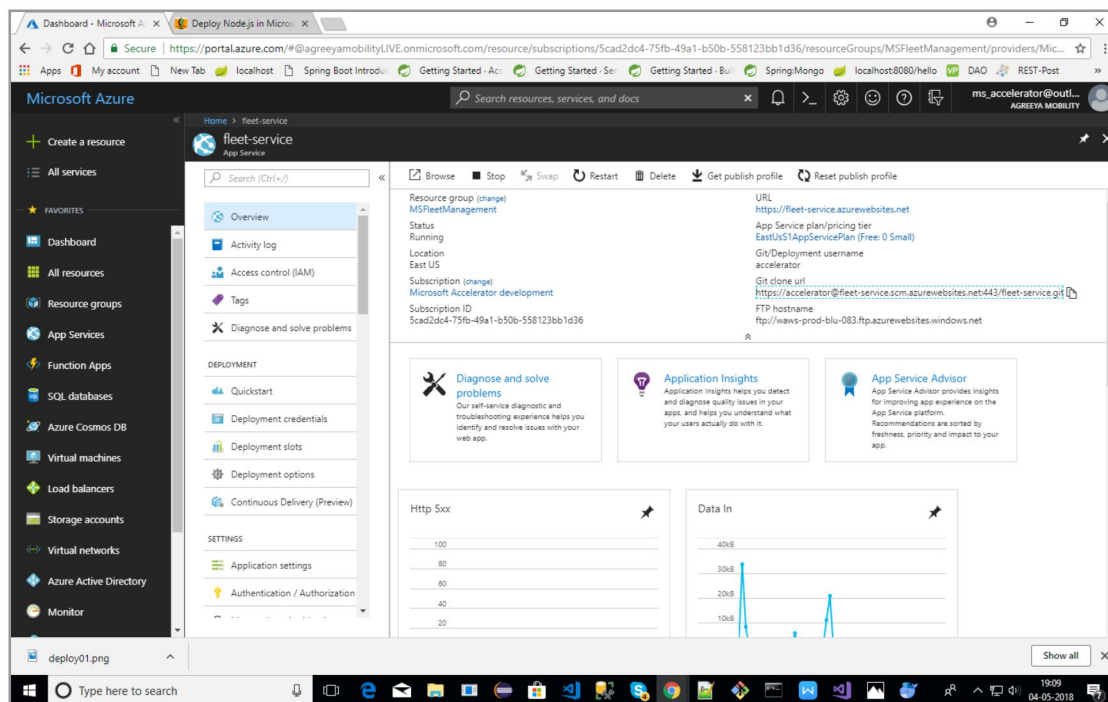 Dashboard - Microsoft A
Deploy Node.js in Micros
Secure | https://portal.azure.com/#@agreeyamobilityLIVE.onmicrosoft.com/resource/subscriptions/5cad2dc4-75fb-49a1-b50b-558123bb1d36/resourceGroups/MSFleetManagement/providers/Mic...
Apps My account New Tab localhost Spring Boot Introdu Getting Started · Acc Getting Started · Ser Getting Started · Bui Spring:Mongo localhost:8080/hello DAO REST-Post »
Microsoft Azure
Search resources, services, and docs
ms_accelerator@outl...
AGREEYA MOBILITY
Create a resource
All services
FAVORITES
Dashboard
All resources
Resource groups
App Services
Function Apps
SQL databases
Azure Cosmos DB
Virtual machines
Load balancers
Storage accounts
Virtual networks
Azure Active Directory
Monitor
Home > fleet-service
fleet-service
App Service
Search (Ctrl+/)
Overview
Activity log
Access control (IAM)
Tags
Diagnose and solve problems
DEPLOYMENT
Quickstart
Deployment credentials
Deployment slots
Deployment options
Continuous Delivery (Preview)
SETTINGS
Application settings
Authentication / Authorization
Browse Stop Swap Restart Delete Get publish profile Reset publish profile
Resource group (change)
MSFleetManagement
Status
Running
Location
East US
Subscription (change)
Microsoft Accelerator development
Subscription ID
5cad2dc4-75fb-49a1-b50b-558123bb1d36
URL
https://fleet-service.azurewebsites.net
App Service plan/pricing tier
EastUsS1AppServicePlan (Free: 0 Small)
Git/Deployment username
accelerator
Git clone url
https://accelerator@fleet-service.scm.azurewebsites.net:443/fleet-service.git
FTP hostname
ftp://waws-prod-blu-083.ftp.azurewebsites.windows.net
Diagnose and solve
problems
Our self-service diagnostic and
troubleshooting experience helps you
identify and resolve issues with your
web app.
Application Insights
Application Insights helps you detect
and diagnose quality issues in your
apps, and helps you understand what
your users actually do with it.
App Service Advisor
App Service Advisor provides insights
for improving app experience on the
App Service platform.
Recommendations are sorted by
freshness, priority and impact to your
app.
Http 5xx
100
80
60
40
20
Data In
40kB
30kB
20kB
10kB
deploy01.png
Show all
Type here to search
19:09
04-05-2018